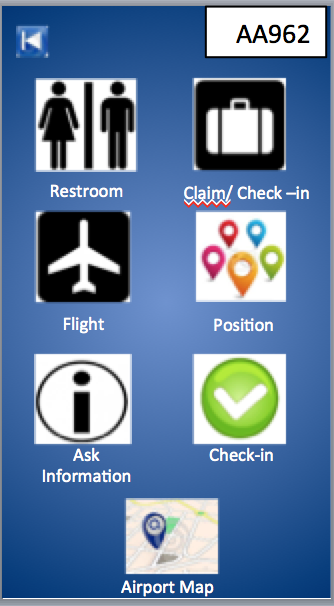 AA962
Restroom
Claim/ Check –in
Flight
Position
Ask
Information
Check-in
Airport Map